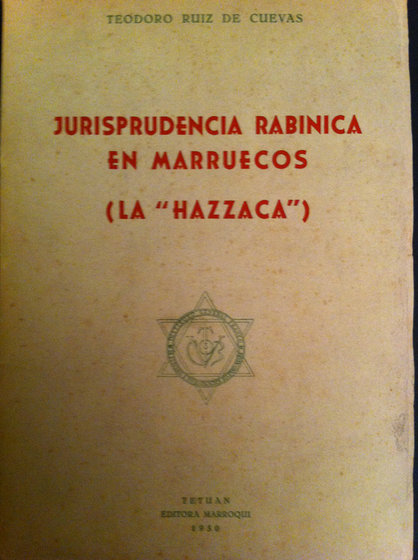 TEODORO RUIZ DE CUEVAS
JURISPRUDENCIA RABINICA
EN MARRUECOS
(LA "HAZZACA")
TETUAN
EDITORA MARROQUI
1950